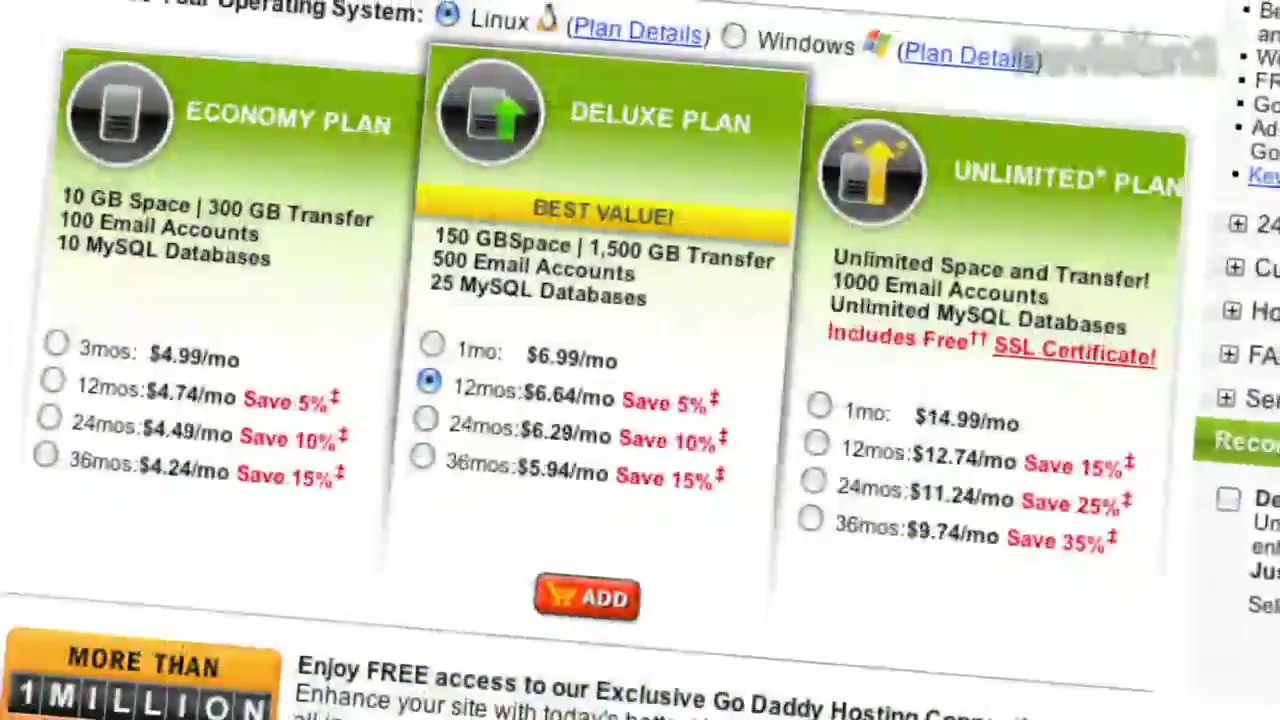 Operating System: Linux (Plan Details) Windows (Plan Details)
ECONOMY PLAN
10 GB Space | 300 GB Transfer
100 Email Accounts
10 MySQL Databases
3mos: $4.99/mo
12mos:$4.74/mo Save 5%‡
24mos:$4.49/mo Save 10%‡
36mos:$4.24/mo Save 15%‡
DELUXE PLAN
BEST VALUE!
150 GBSpace | 1,500 GB Transfer
500 Email Accounts
25 MySQL Databases
1mo: $6.99/mo
12mos:$6.64/mo Save 5%‡
24mos:$6.29/mo Save 10%‡
36mos:$5.94/mo Save 15%‡
ADD
UNLIMITED* PLAN
Unlimited Space and Transfer!
1000 Email Accounts
Unlimited MySQL Databases
Includes Free†† SSL Certificate!
1mo: $14.99/mo
12mos:$12.74/mo Save 15%‡
24mos:$11.24/mo Save 25%‡
36mos:$9.74/mo Save 35%‡
24
FA
MORE THAN
1 MILLION
Enjoy FREE access to our Exclusive Go Daddy Hosting
Enhance your site with today's